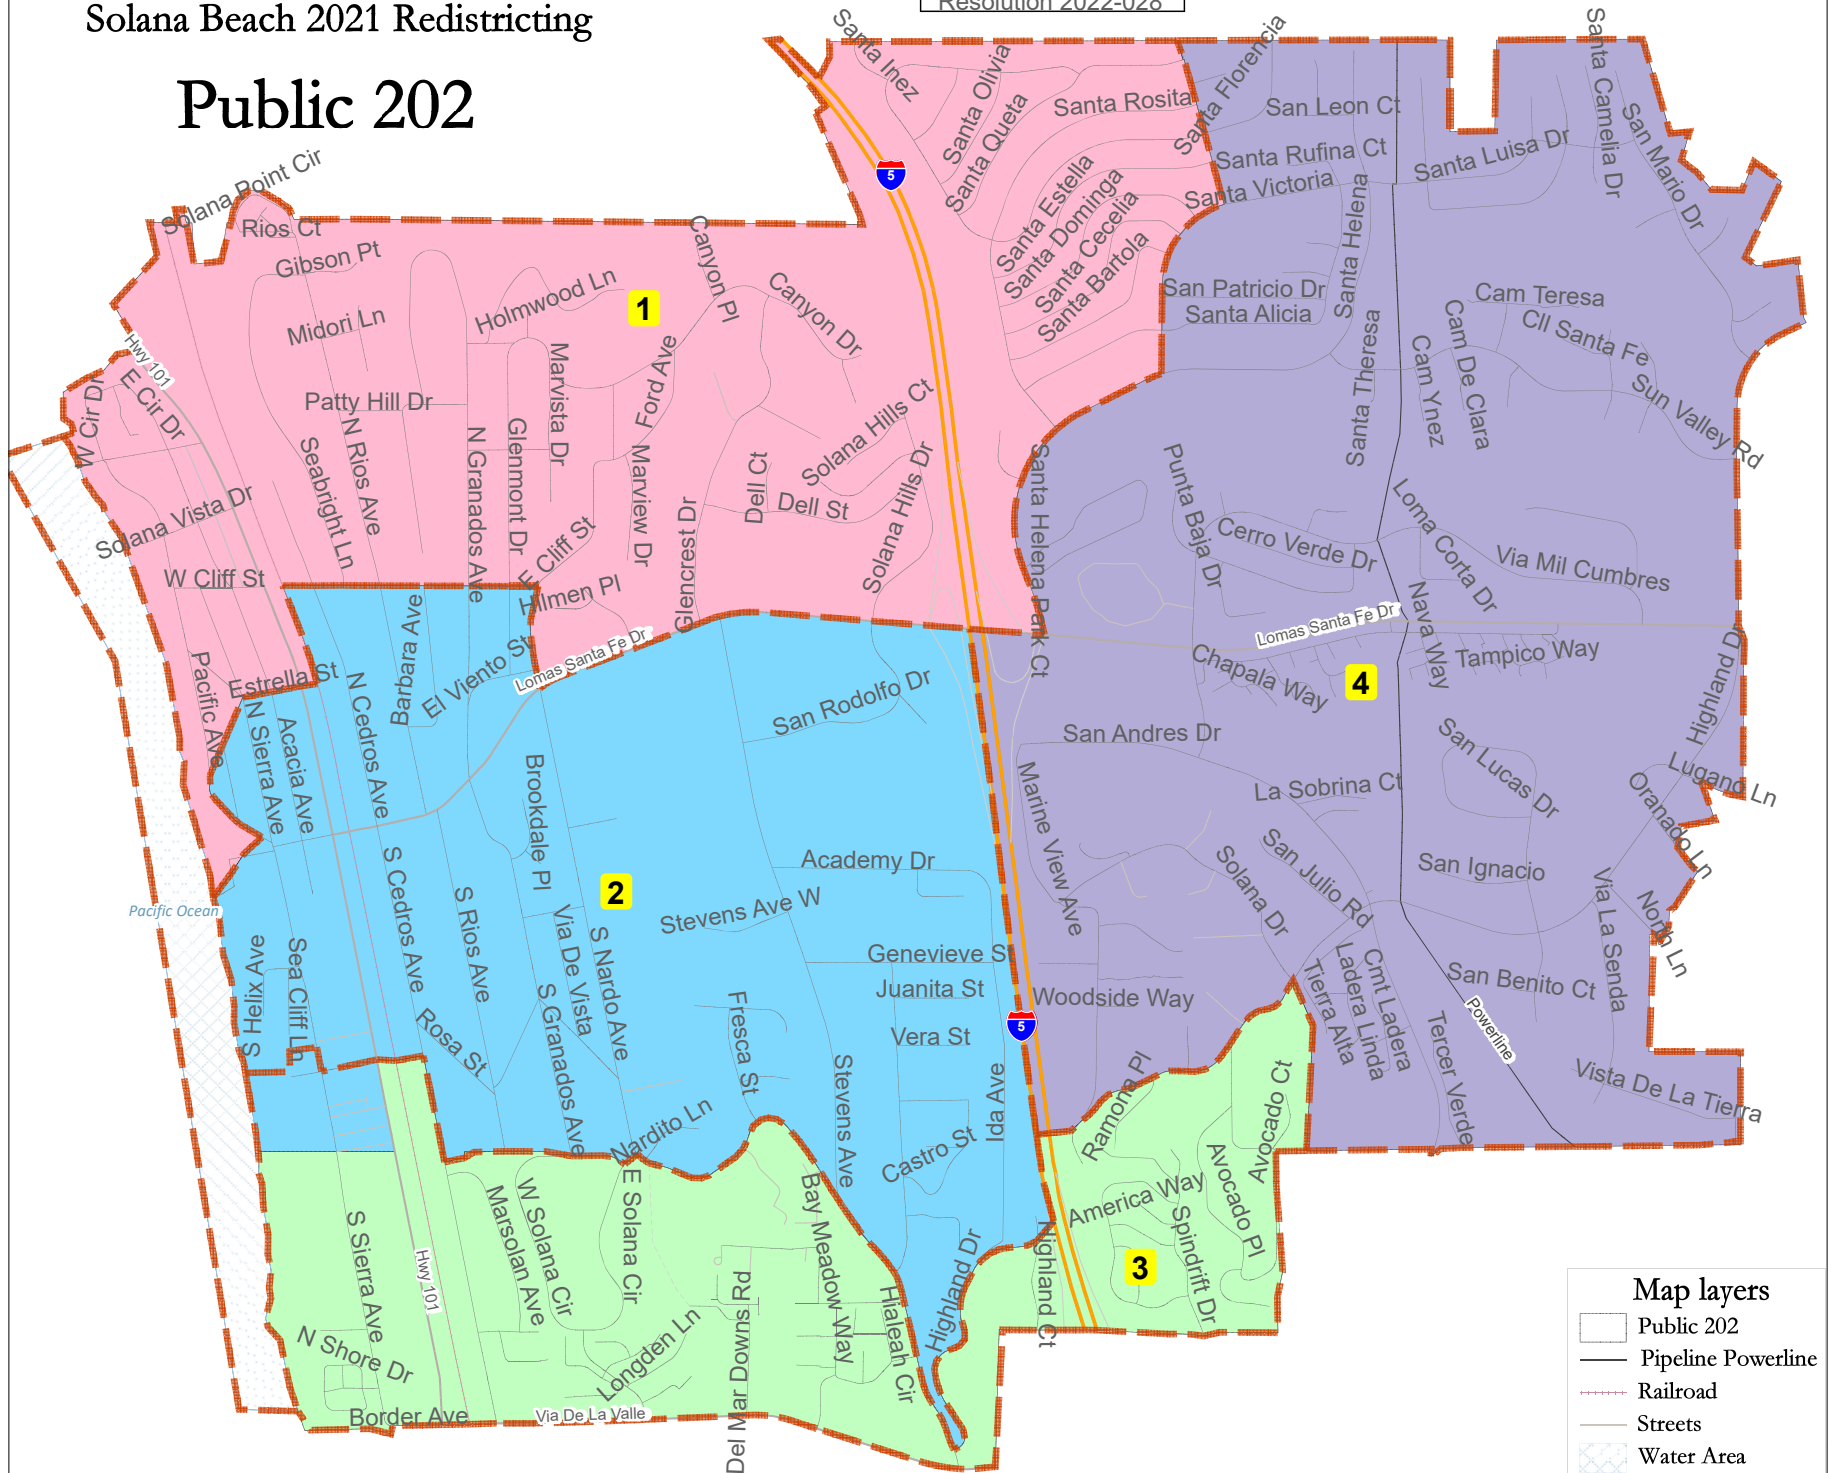 Resolution 2022-028
Solana Beach 2021 Redistricting
Public 202
Santa Inez
Santa Olivia
Santa Queta
Santa Rosita
Santa Florencia
San Leon Ct
Santa Rufina Ct
Santa Victoria
Santa Luisa Dr
Santa Camelia Dr
San Mario Dr
Santa Helena
Santa Estella
Santa Dominga
Santa Cecelia
Santa Bartola
5
Solana Point Cir
Rios Ct
Gibson Pt
Midori Ln
Holmwood Ln
1
Canyon Pl
Canyon Dr
San Patricio Dr
Santa Alicia
Santa Theresa
Cam Teresa
Cll Santa Fe
Cam Ynez
Cam De Clara
Sun Valley Rd
Hwy 101
W Cir Dr
E Cir Dr
Patty Hill Dr
N Rios Ave
Seabright Ln
N Granados Ave
Glenmont Dr
Marvista Dr
Ford Ave
Marview Dr
Glencrest Dr
Dell Ct
Dell St
Solana Hills Ct
Solana Hills Dr
Santa Helena Park Ct
Punta Baja Dr
Cerro Verde Dr
Loma Corta Dr
Via Mil Cumbres
Solana Vista Dr
W Cliff St
E Cliff St
Hilmen Pl
Lomas Santa Fe Dr
Lomas Santa Fe Dr
Nava Way
Chapala Way
Tampico Way
4
Highland Dr
Pacific Ave
Estrella St
Barbara Ave
El Viento St
N Sierra Ave
Acacia Ave
N Cedros Ave
San Rodolfo Dr
San Andres Dr
La Sobrina Ct
San Lucas Dr
Lugano Ln
Oranado Ln
Brookdale Pl
Marine View Ave
Academy Dr
Solana Dr
San Julio Rd
San Ignacio
2
Stevens Ave W
Pacific Ocean
S Cedros Ave
S Rios Ave
Via De Vista
S Nardo Ave
Genevieve St
Juanita St
Vera St
Woodside Way
Via La Senda
North Ln
S Helix Ave
Sea Cliff Ln
Rosa St
S Granados Ave
Fresca St
Stevens Ave
Ida Ave
5
Tierra Alta
Ladera Linda
Cmt Ladera
Tercer Verde
San Benito Ct
Powerline
Vista De La Tierra
Nardito Ln
Castro St
Ramona Pl
Avocado Ct
Avocado Pl
America Way
Spindrift Dr
3
Highland Ct
Highland Dr
Hialeah Cir
Bay Meadow Way
Del Mar Downs Rd
Longden Ln
E Solana Cir
W Solana Cir
Marsolan Ave
Hwy 101
S Sierra Ave
N Shore Dr
Border Ave
Via De La Valle
Map layers
Public 202
Pipeline Powerline
Railroad
Streets
Water Area